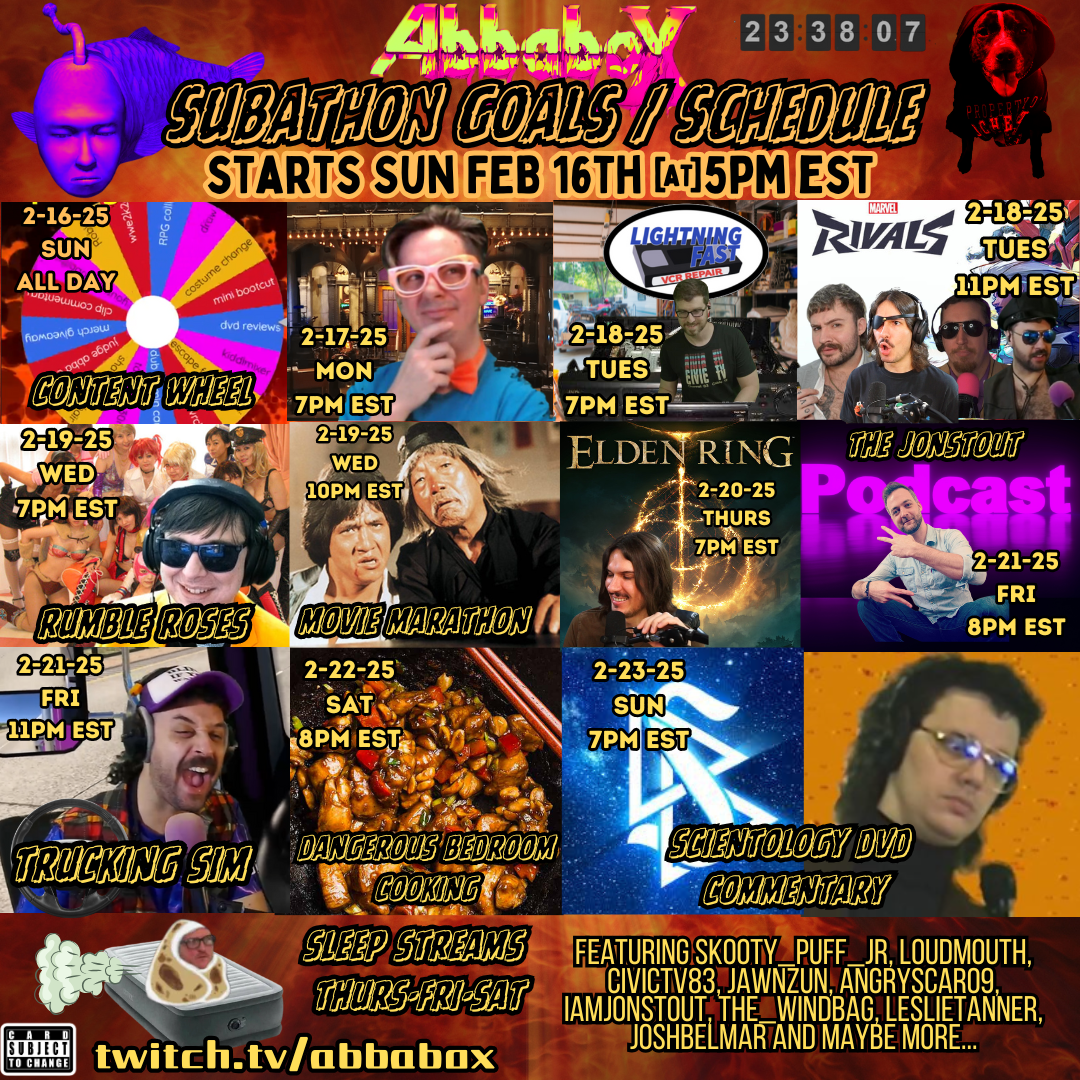 AbbaboX
23:38:07
SUBATHON GOALS / SCHEDULE
STARTS SUN FEB 16TH [AT]5PM EST
2-16-25
SUN
ALL DAY
wwe2k2
RPG coll
costume change
mini bootcut
dvd reviews
kiddie
escape
judge abba
merch giveaway
clip commentary
CONTENT WHEEL
2-17-25
MON
7PM EST
LIGHTNING
FAST
VCR REPAIR
CIVIC TV
2-18-25
TUES
7PM EST
MARVEL
RIVALS
2-18-25
TUES
11PM EST
2-19-25
WED
7PM EST
RUMBLE ROSES
2-19-25
WED
10PM EST
MOVIE MARATHON
ELDEN RING
2-20-25
THURS
7PM EST
THE JONSTOUT
Podcast
2-21-25
FRI
8PM EST
2-21-25
FRI
11PM EST
TRUCKING SIM
2-22-25
SAT
8PM EST
DANGEROUS BEDROOM
COOKING
2-23-25
SUN
7PM EST
SCIENTOLOGY DVD
COMMENTARY
SLEEP STREAMS
THURS-FRI-SAT
CARD
SUBJECT
TO CHANGE
twitch.tv/abbabox
FEATURING SKOOTY_PUFF_JR, LOUDMOUTH,
CIVICTV83, JAWNZUN, ANGRYSCAR09,
IAMJONSTOUT, THE_WINDBAG, LESLIETANNER,
JOSHBELMAR AND MAYBE MORE...